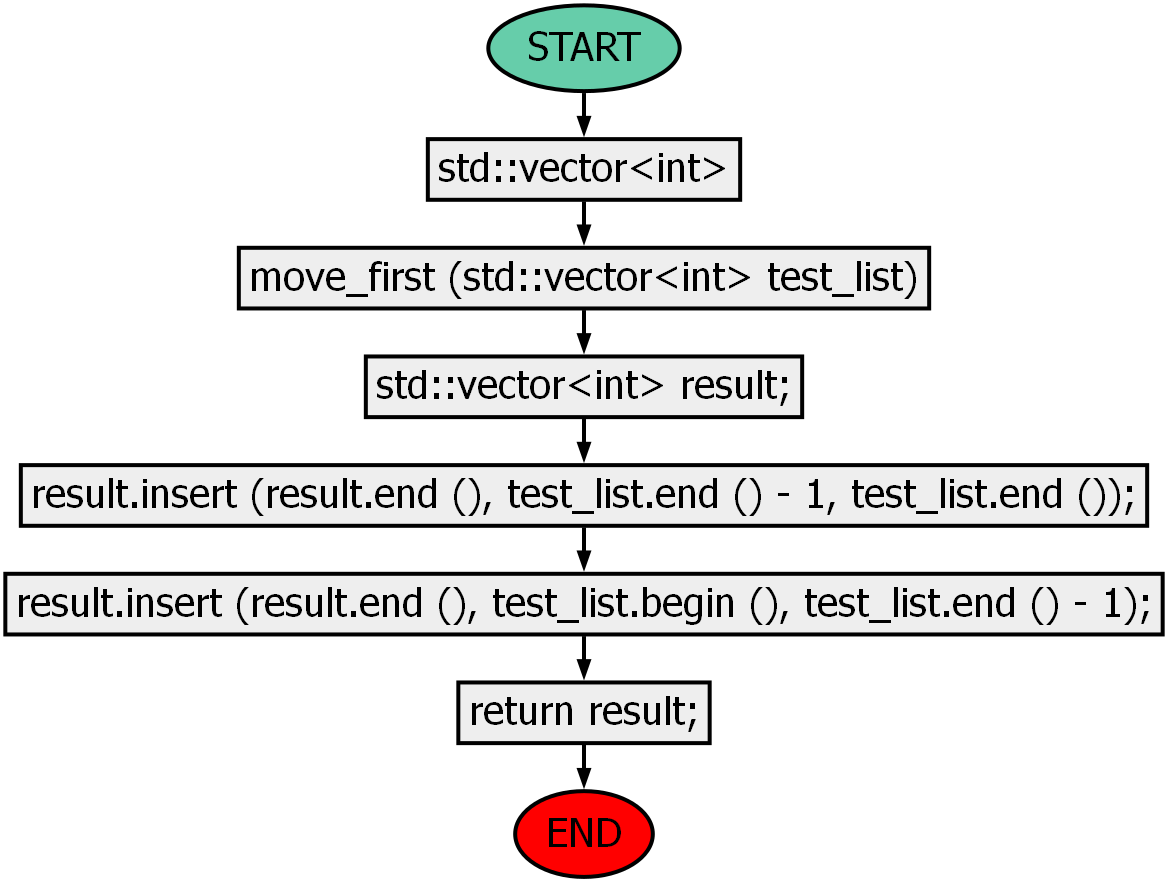 START
std::vector<int>
move_first (std::vector<int> test_list)
std::vector<int> result;
result.insert (result.end (), test_list.end () - 1, test_list.end ());
result.insert (result.end (), test_list.begin (), test_list.end () - 1);
return result;
END